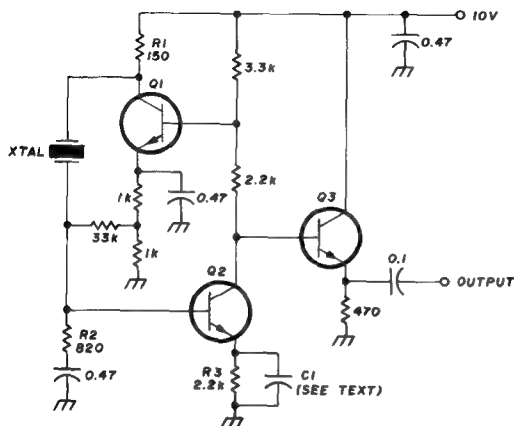 R1
150
Q1
3.3k
0.47
10V
XTAL
1k
0.47
2.2k
33k
1k
Q3
Q2
0.1
OUTPUT
470
R2
820
0.47
R3
2.2k
C1
(SEE TEXT)